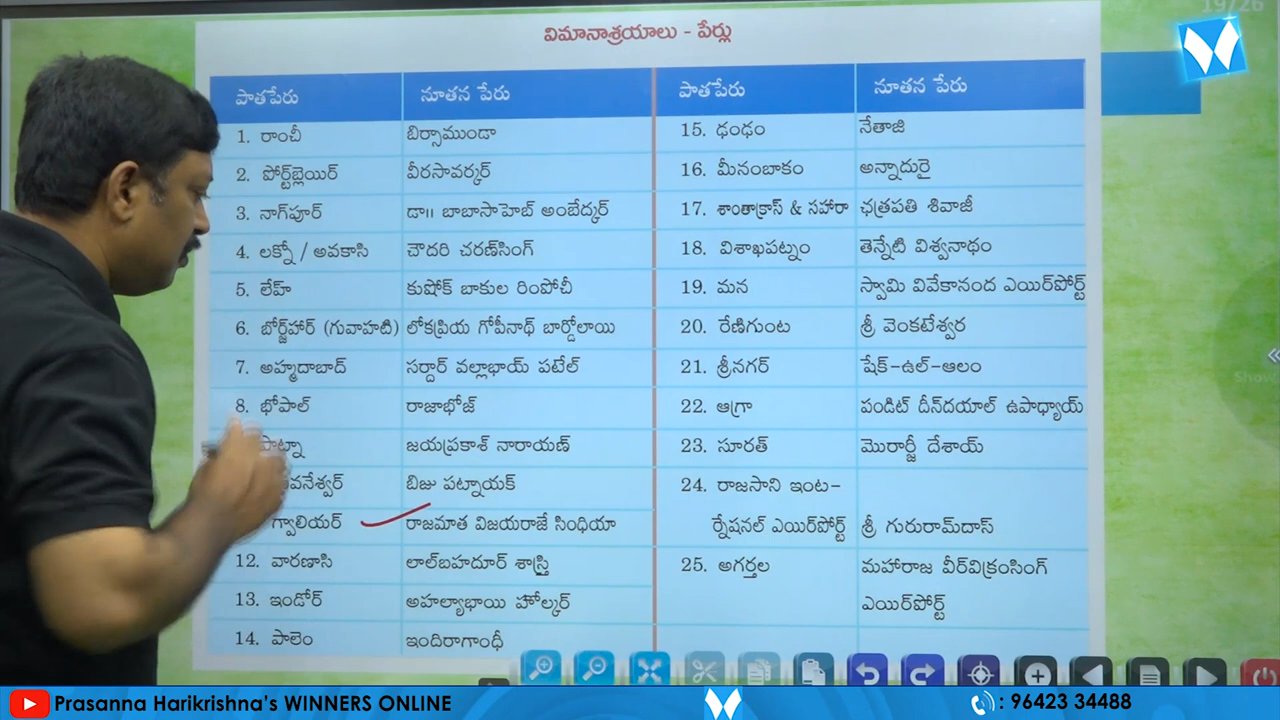 19/26
విమానాశ్రయాలు - పేర్లు
పాతపేరు నూతన పేరు
1. రాంచీ బిర్సాముండా
2. పోర్ట్‌బ్లెయిర్ వీరసావర్కర్
3. నాగ్‌పూర్ డా॥ బాబాసాహెబ్ అంబేద్కర్
4. లక్నో / అవకాసి చౌదరి చరణ్‌సింగ్
5. లేహ్ కుషోక్ బాకుల రింపోచీ
6. బోర్జ్‌హార్ (గువాహటి) లోకప్రియ గోపీనాథ్ బార్డోలాయి
7. అహ్మదాబాద్ సర్దార్ వల్లాభాయ్ పటేల్
8. భోపాల్ రాజాభోజ్
పాట్నా జయప్రకాశ్ నారాయణ్
వనేశ్వర్ బిజు పట్నాయక్
గ్వాలియర్ రాజమాత విజయరాజే సింధియా
12. వారణాసి లాల్‌బహదూర్ శాస్త్రి
13. ఇండోర్ అహల్యాభాయి హోల్కర్
14. పాలెం ఇందిరాగాంధీ
పాతపేరు నూతన పేరు
15. ఢంఢం నేతాజి
16. మీనంబాకం అన్నాదురై
17. శాంతాక్రాస్ & సహారా ఛత్రపతి శివాజీ
18. విశాఖపట్నం తెన్నేటి విశ్వనాథం
19. మన స్వామి వివేకానంద ఎయిర్‌పోర్ట్
20. రేణిగుంట శ్రీ వెంకటేశ్వర
21. శ్రీనగర్ షేక్-ఉల్-ఆలం
22. ఆగ్రా పండిట్ దీన్‌దయాల్ ఉపాధ్యాయ్
23. సూరత్ మొరార్జీ దేశాయ్
24. రాజసాని ఇంట-
ర్నేషనల్ ఎయిర్‌పోర్ట్ శ్రీ గురురామ్‌దాస్
25. అగర్తల మహారాజ వీర్‌విక్రంసింగ్
ఎయిర్‌పోర్ట్
Prasanna Harikrishna's WINNERS ONLINE
: 96423 34488